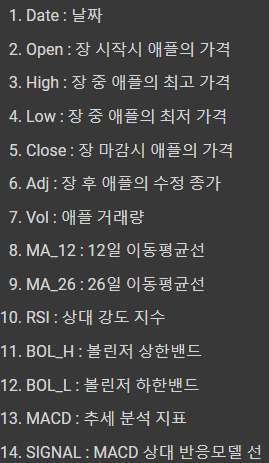 1. Date : 날짜
2. Open : 장 시작시 애플의 가격
3. High : 장 중 애플의 최고 가격
4. Low : 장 중 애플의 최저 가격
5. Close : 장 마감시 애플의 가격
6. Adj : 장 후 애플의 수정 종가
7. Vol : 애플 거래량
8. MA_12 : 12일 이동평균선
9. MA_26 : 26일 이동평균선
10. RSI : 상대 강도 지수
11. BOL_H : 볼린저 상한밴드
12. BOL_L : 볼린저 하한밴드
13. MACD : 추세 분석 지표
14. SIGNAL : MACD 상대 반응모델 선